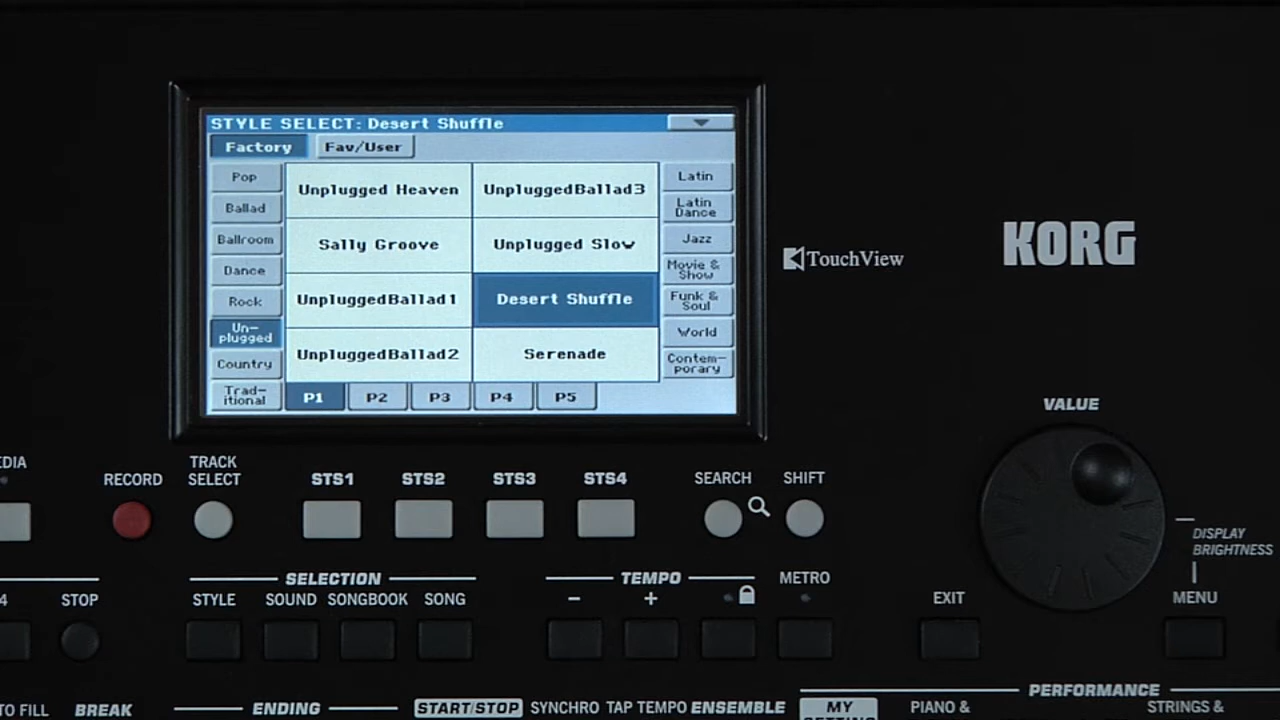 STYLE SELECT: Desert Shuffle
Factory
Fav/User
Pop
Ballad
Ballroom
Dance
Rock
Un-
plugged
Country
Trad-
itional
Unplugged Heaven
UnpluggedBallad3
Sally Groove
Unplugged Slow
UnpluggedBallad1
Desert Shuffle
UnpluggedBallad2
Serenade
Latin
Latin
Dance
Jazz
Movie &
Show
Funk &
Soul
World
Contem-
porary
P1
P2
P3
P4
P5
TouchView
KORG
VALUE
RECORD
TRACK
SELECT
STS1
STS2
STS3
STS4
SEARCH
SHIFT
DISPLAY
BRIGHTNESS
SELECTION
TEMPO
METRO
STOP
STYLE
SOUND
SONGBOOK
SONG
-
+
EXIT
MENU
PERFORMANCE
BREAK
ENDING
START/STOP
SYNCHRO
TAP TEMPO
ENSEMBLE
MY
PIANO &
STRINGS &